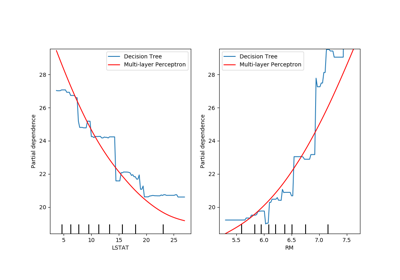 Decision Tree
Multi-layer Perceptron
Partial dependence
28
26
24
22
20
5
10
15
20
25
LSTAT
Decision Tree
Multi-layer Perceptron
Partial dependence
28
26
24
22
20
5.5
6.0
6.5
7.0
7.5
RM